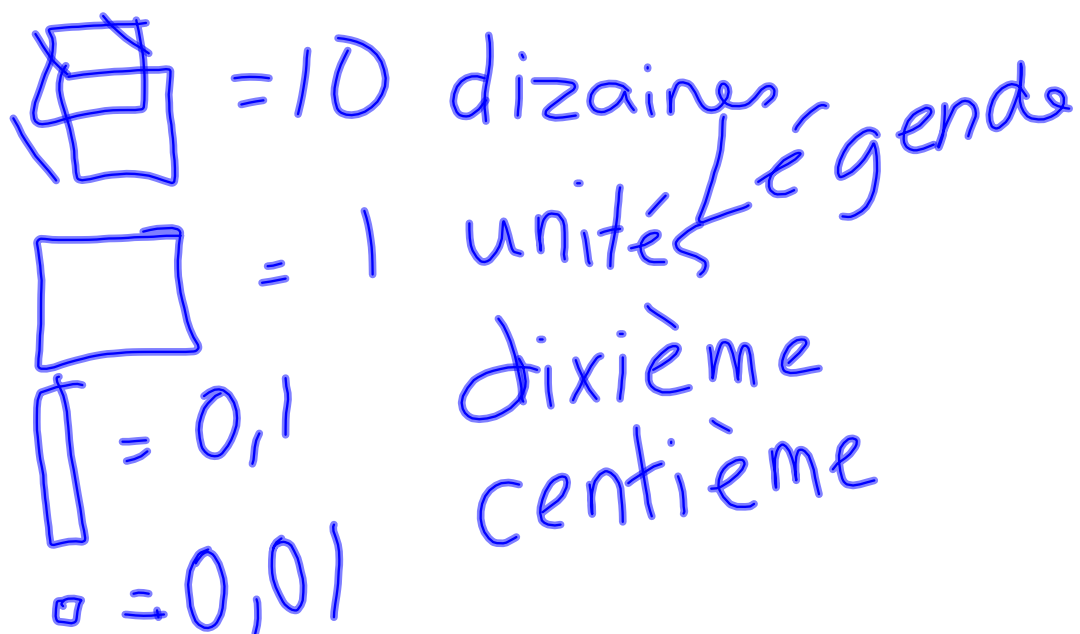 =10 dizaines
Légende
= 1 unités
= 0,1 dixième
= 0,01 centième